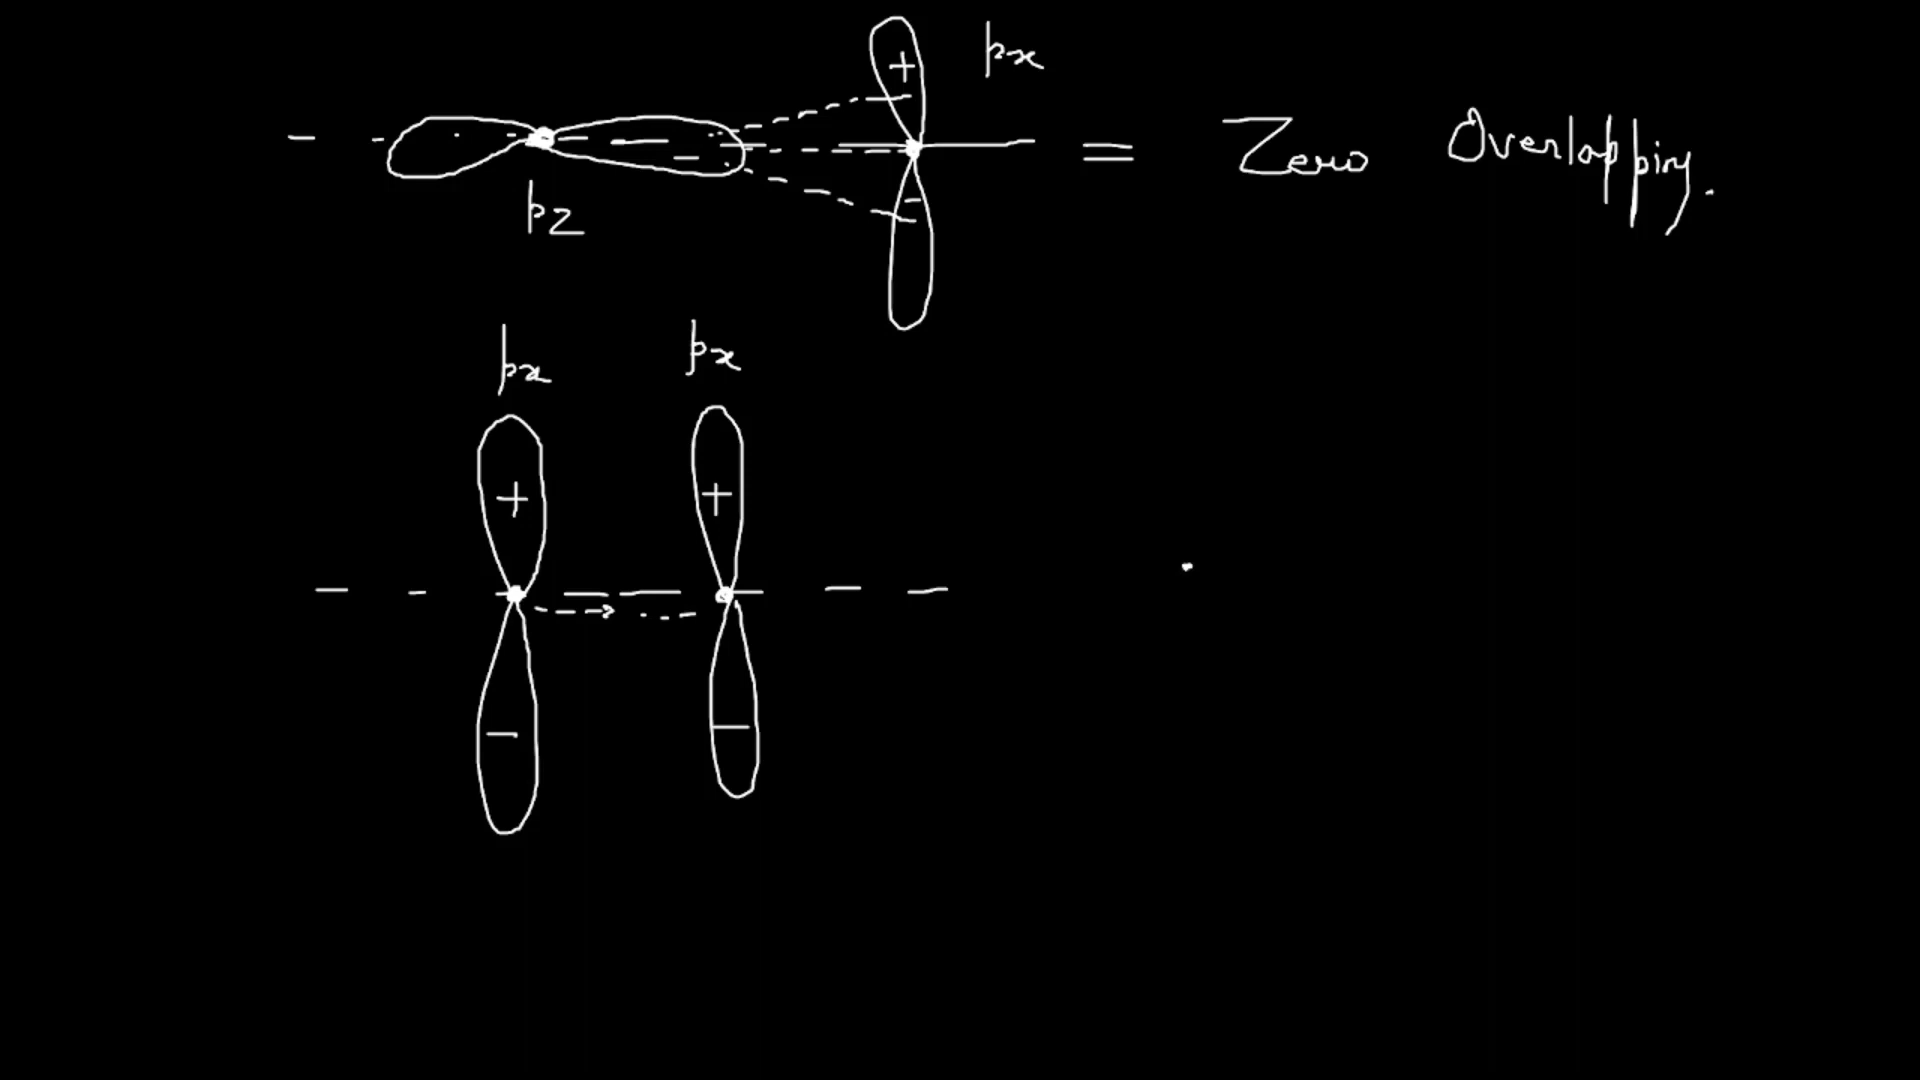 + px
- - = Zero Overlapping.
pz
px px
+ +
- -